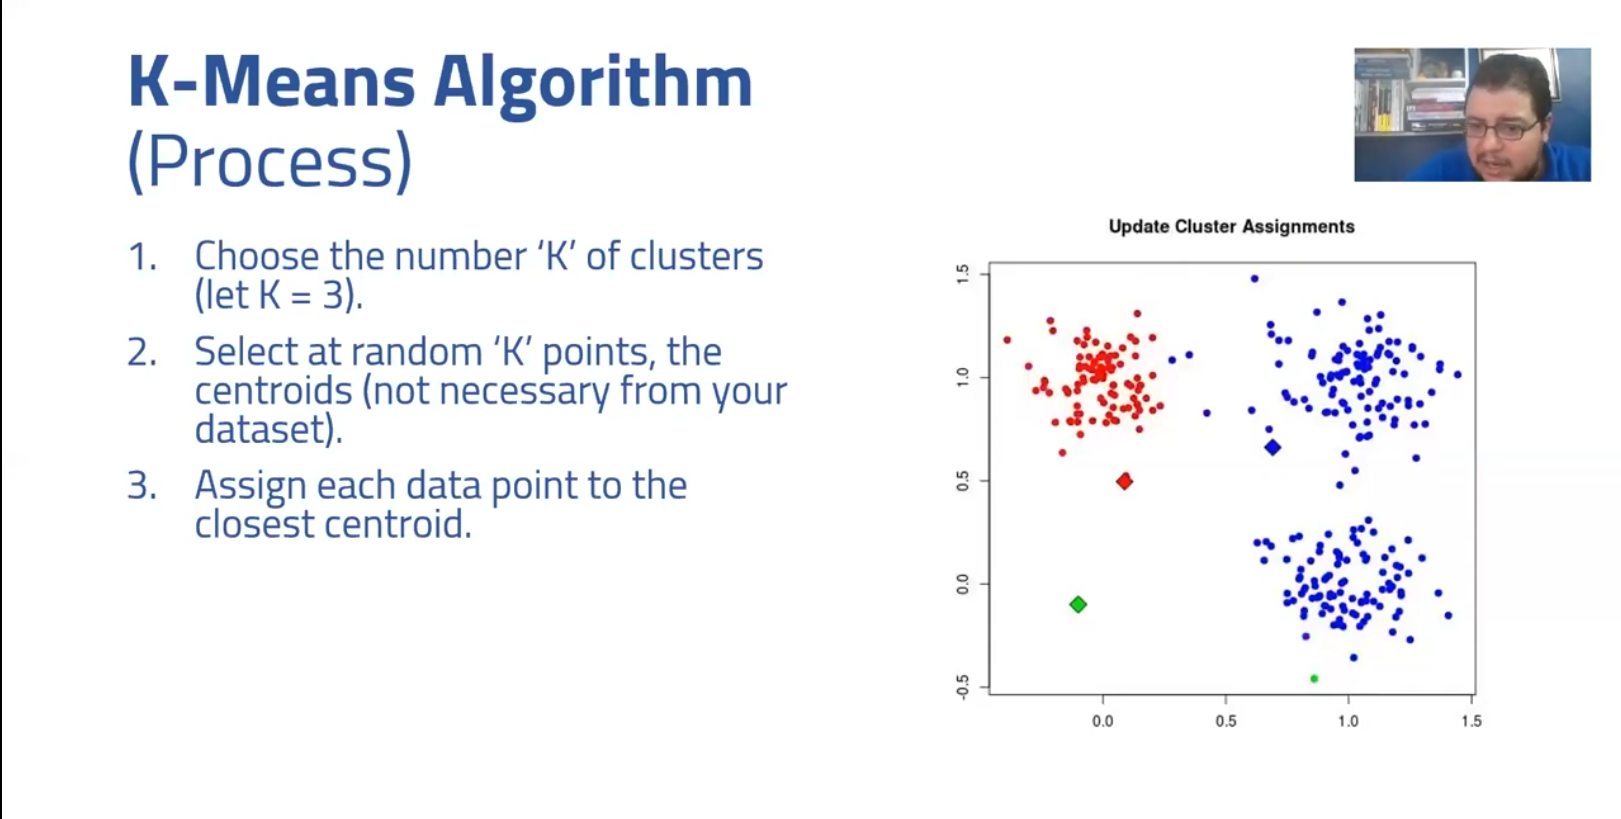 K-Means Algorithm
(Process)
1. Choose the number ‘K’ of clusters
(let K = 3).
2. Select at random ‘K’ points, the
centroids (not necessary from your
dataset).
3. Assign each data point to the
closest centroid.
Update Cluster Assignments
1.5
1.0
0.5
0.0
-0.5
0.0 0.5 1.0 1.5